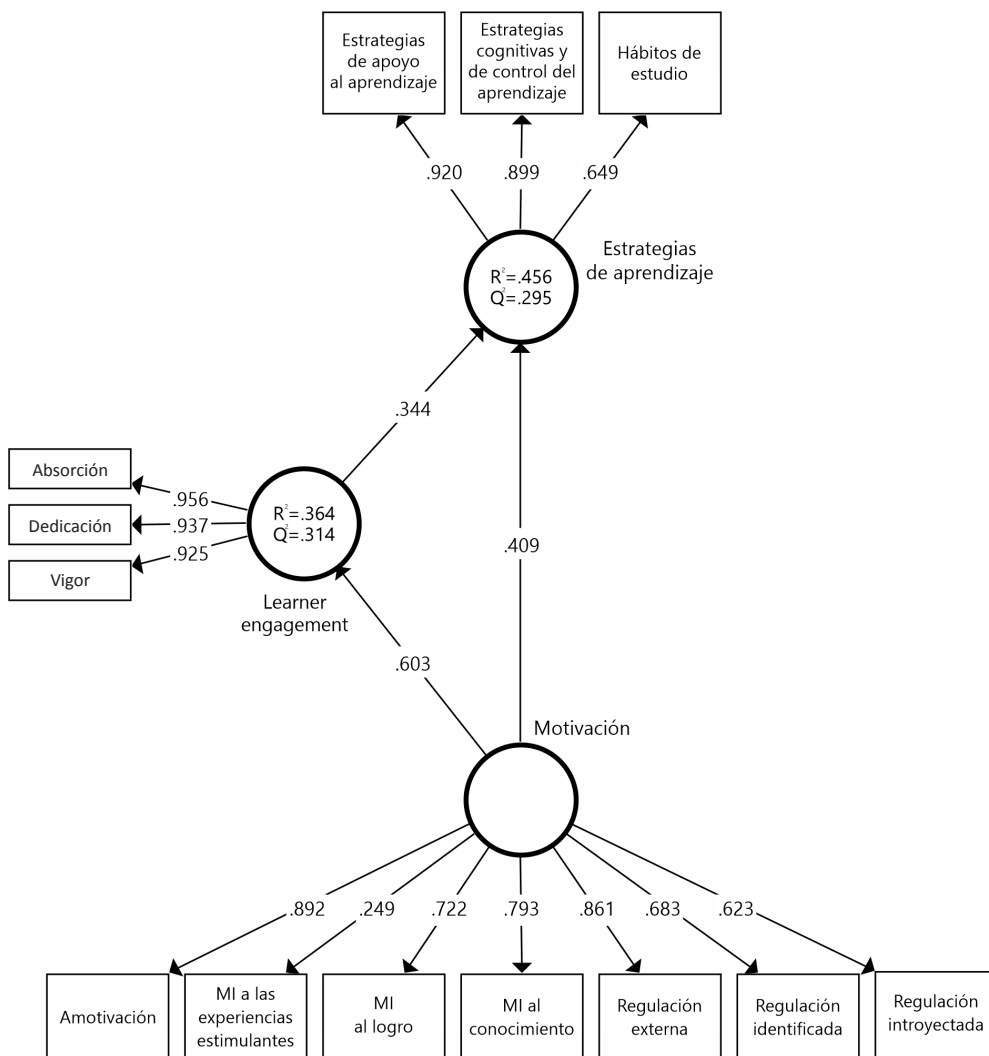 Estrategias
de apoyo
al aprendizaje
Estrategias
cognitivas y
de control del
aprendizaje
Hábitos de
estudio
.920
.899
.649
R²=.456
Q²=.295
Estrategias
de aprendizaje
.344
Absorción
Dedicación
Vigor
.956
.937
.925
R²=.364
Q²=.314
Learner
engagement
.409
.603
Motivación
.892
.249
.722
.793
.861
.683
.623
Amotivación
MI a las
experiencias
estimulantes
MI
al logro
MI al
conocimiento
Regulación
externa
Regulación
identificada
Regulación
introyectada